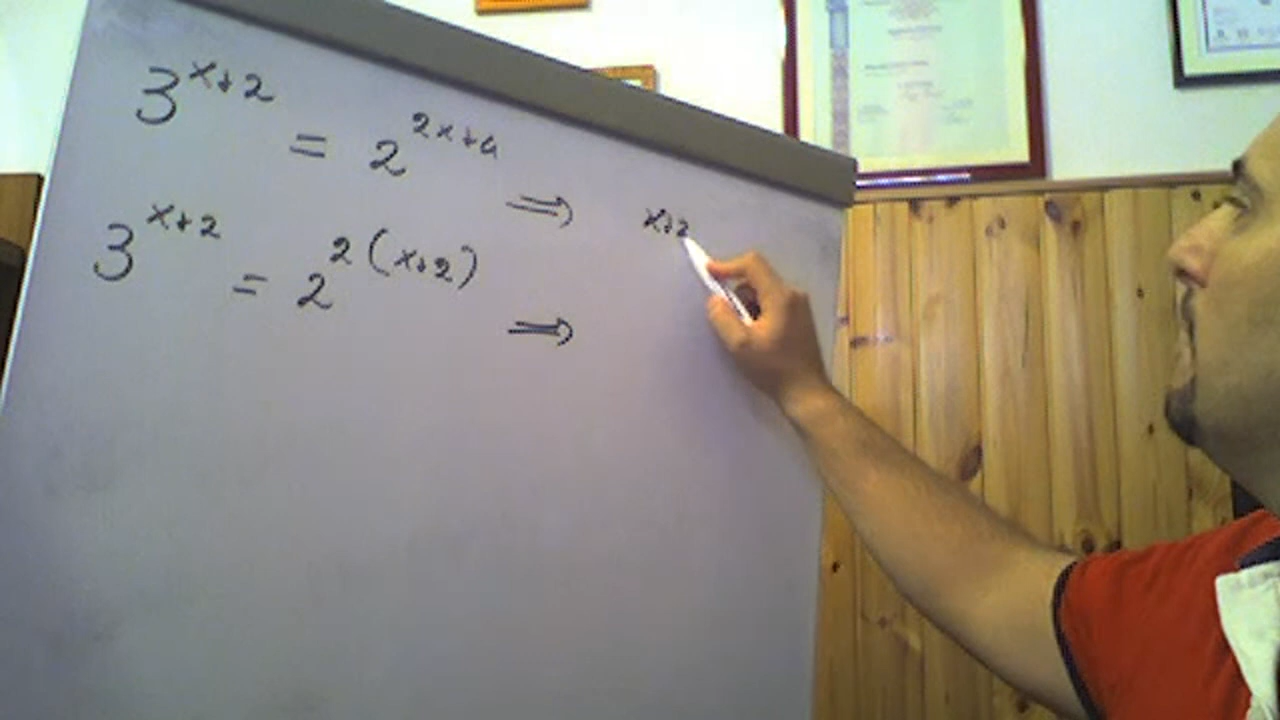 3^{x+2} = 2^{2x+4} ⇒ x+2
3^{x+2} = 2^{2(x+2)} ⇒